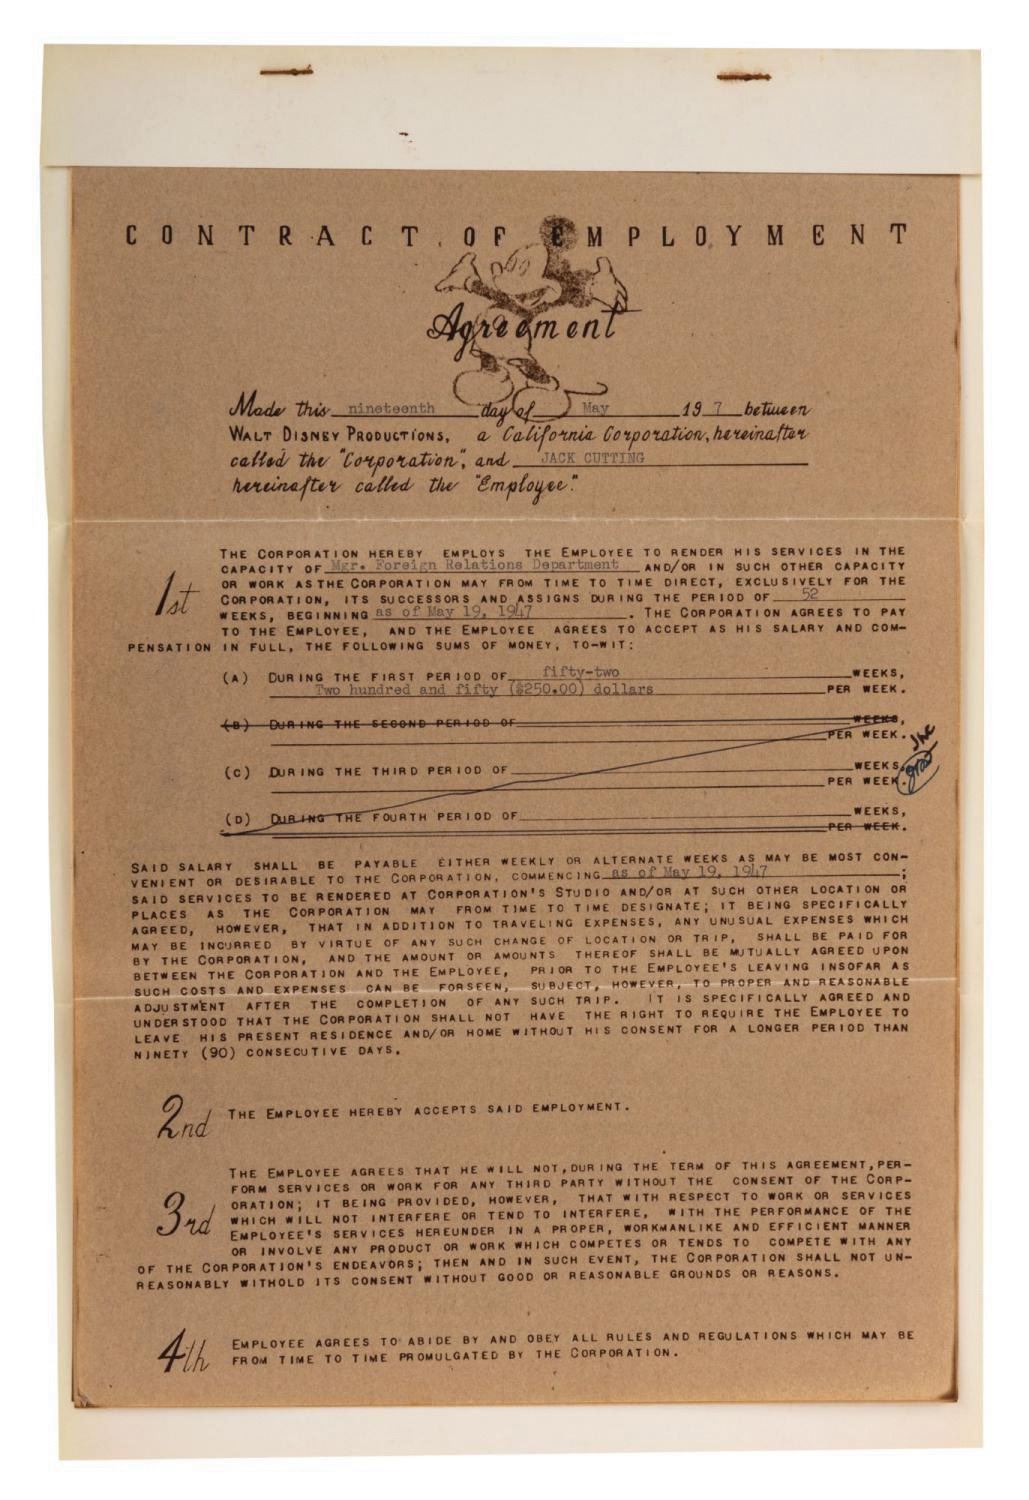 CONTRACT OF EMPLOYMENT
Agreement
Made this nineteenth day of May 19 7 between
WALT DISNEY PRODUCTIONS, a California Corporation, hereinafter
called the "Corporation", and JACK CUTTING
hereinafter called the "Employee."
1st
THE CORPORATION HEREBY EMPLOYS THE EMPLOYEE TO RENDER HIS SERVICES IN THE
CAPACITY OF Mgr. Foreign Relations Department AND/OR IN SUCH OTHER CAPACITY
OR WORK AS THE CORPORATION MAY FROM TIME TO TIME DIRECT, EXCLUSIVELY FOR THE
CORPORATION, ITS SUCCESSORS AND ASSIGNS DURING THE PERIOD OF 52
WEEKS, BEGINNING as of May 19, 1947. THE CORPORATION AGREES TO PAY
TO THE EMPLOYEE, AND THE EMPLOYEE AGREES TO ACCEPT AS HIS SALARY AND COM-
PENSATION IN FULL, THE FOLLOWING SUMS OF MONEY, TO-WIT:
(A) DURING THE FIRST PERIOD OF fifty-two WEEKS,
Two hundred and fifty ($250.00) dollars PER WEEK.
(B) DURING THE SECOND PERIOD OF WEEKS,
PER WEEK.
(C) DURING THE THIRD PERIOD OF WEEKS,
PER WEEK.
(D) DURING THE FOURTH PERIOD OF WEEKS,
PER WEEK.
SAID SALARY SHALL BE PAYABLE EITHER WEEKLY OR ALTERNATE WEEKS AS MAY BE MOST CON-
VENIENT OR DESIRABLE TO THE CORPORATION, COMMENCING as of May 19, 1947;
SAID SERVICES TO BE RENDERED AT CORPORATION'S STUDIO AND/OR AT SUCH OTHER LOCATION OR
PLACES AS THE CORPORATION MAY FROM TIME TO TIME DESIGNATE; IT BEING SPECIFICALLY
AGREED, HOWEVER, THAT IN ADDITION TO TRAVELING EXPENSES, ANY UNUSUAL EXPENSES WHICH
MAY BE INCURRED BY VIRTUE OF ANY SUCH CHANGE OF LOCATION OR TRIP, SHALL BE PAID FOR
BY THE CORPORATION, AND THE AMOUNT OR AMOUNTS THEREOF SHALL BE MUTUALLY AGREED UPON
BETWEEN THE CORPORATION AND THE EMPLOYEE, PRIOR TO THE EMPLOYEE'S LEAVING INSOFAR AS
SUCH COSTS AND EXPENSES CAN BE FORSEEN, SUBJECT, HOWEVER, TO PROPER AND REASONABLE
ADJUSTMENT AFTER THE COMPLETION OF ANY SUCH TRIP. IT IS SPECIFICALLY AGREED AND
UNDERSTOOD THAT THE CORPORATION SHALL NOT HAVE THE RIGHT TO REQUIRE THE EMPLOYEE TO
LEAVE HIS PRESENT RESIDENCE AND/OR HOME WITHOUT HIS CONSENT FOR A LONGER PERIOD THAN
NINETY (90) CONSECUTIVE DAYS.
2nd
THE EMPLOYEE HEREBY ACCEPTS SAID EMPLOYMENT.
3rd
THE EMPLOYEE AGREES THAT HE WILL NOT, DURING THE TERM OF THIS AGREEMENT, PER-
FORM SERVICES OR WORK FOR ANY THIRD PARTY WITHOUT THE CONSENT OF THE CORP-
ORATION; IT BEING PROVIDED, HOWEVER, THAT WITH RESPECT TO WORK OR SERVICES
WHICH WILL NOT INTERFERE OR TEND TO INTERFERE, WITH THE PERFORMANCE OF THE
EMPLOYEE'S SERVICES HEREUNDER IN A PROPER, WORKMANLIKE AND EFFICIENT MANNER
OR INVOLVE ANY PRODUCT OR WORK WHICH COMPETES OR TENDS TO COMPETE WITH ANY
OF THE CORPORATION'S ENDEAVORS; THEN AND IN SUCH EVENT, THE CORPORATION SHALL NOT UN-
REASONABLY WITHOLD ITS CONSENT WITHOUT GOOD OR REASONABLE GROUNDS OR REASONS.
4th
EMPLOYEE AGREES TO ABIDE BY AND OBEY ALL RULES AND REGULATIONS WHICH MAY BE
FROM TIME TO TIME PROMULGATED BY THE CORPORATION.